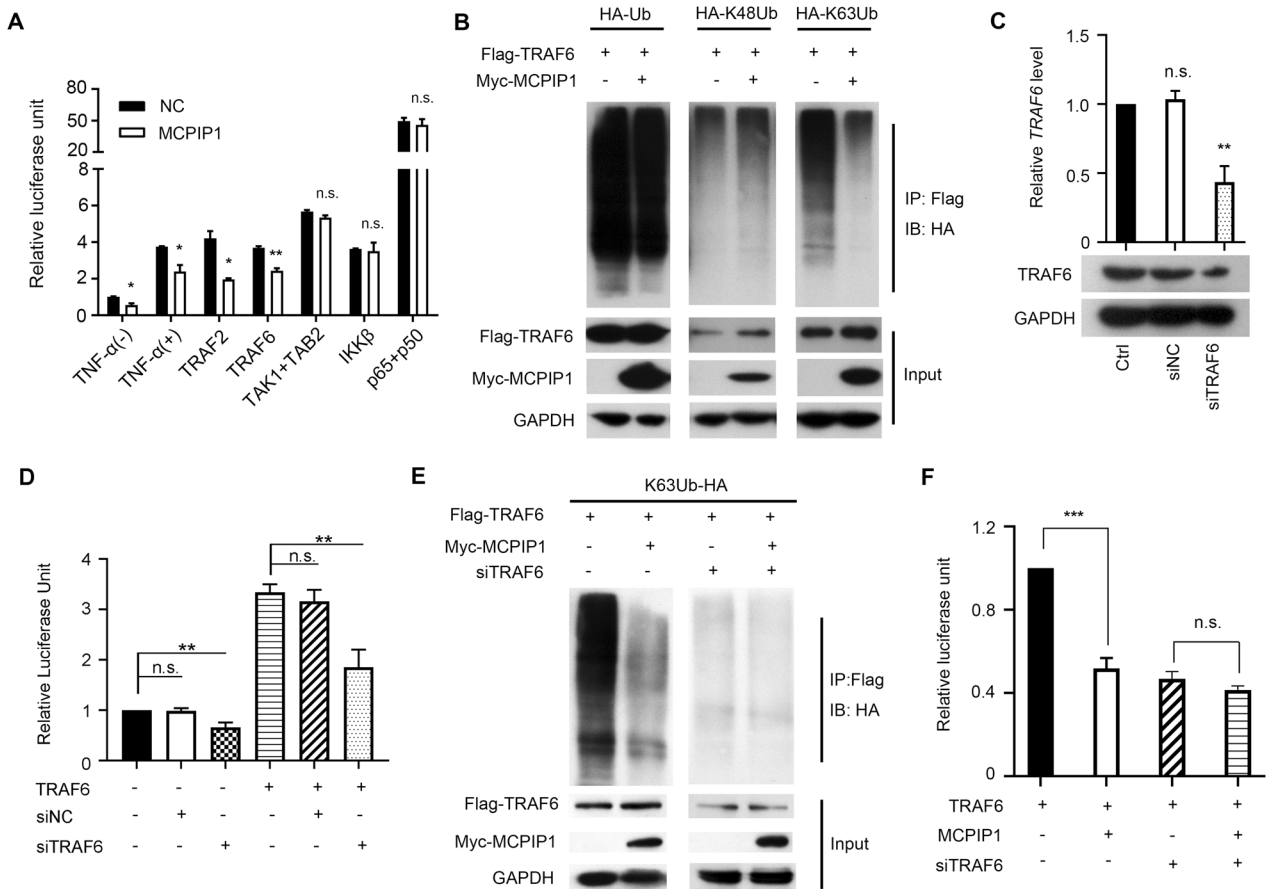 A
Relative luciferase unit
80
50
20
8
6
4
2
0
NC
MCPIP1
*
*
*
**
n.s.
n.s.
n.s.
TNF-α(-)
TNF-α(+)
TRAF2
TRAF6
TAK1+TAB2
IKKβ
p65+p50
B
HA-Ub HA-K48Ub HA-K63Ub
Flag-TRAF6 + + + + + +
Myc-MCPIP1 - + - + - +
IP: Flag
IB: HA
Flag-TRAF6
Myc-MCPIP1
GAPDH
Input
C
Relative TRAF6 level
1.5
1.0
0.5
0
n.s.
**
TRAF6
GAPDH
Ctrl
siNC
siTRAF6
D
Relative Luciferase Unit
4
3
2
1
0
**
n.s.
**
n.s.
TRAF6 - - - + + +
siNC - + - - + -
siTRAF6 - - + - - +
E
K63Ub-HA
Flag-TRAF6 + + + +
Myc-MCPIP1 - + - +
siTRAF6 - - + +
IP:Flag
IB: HA
Flag-TRAF6
Myc-MCPIP1
GAPDH
Input
F
Relative luciferase unit
1.2
0.8
0.4
0
***
n.s.
TRAF6 + + + +
MCPIP1 - + - +
siTRAF6 - - + +